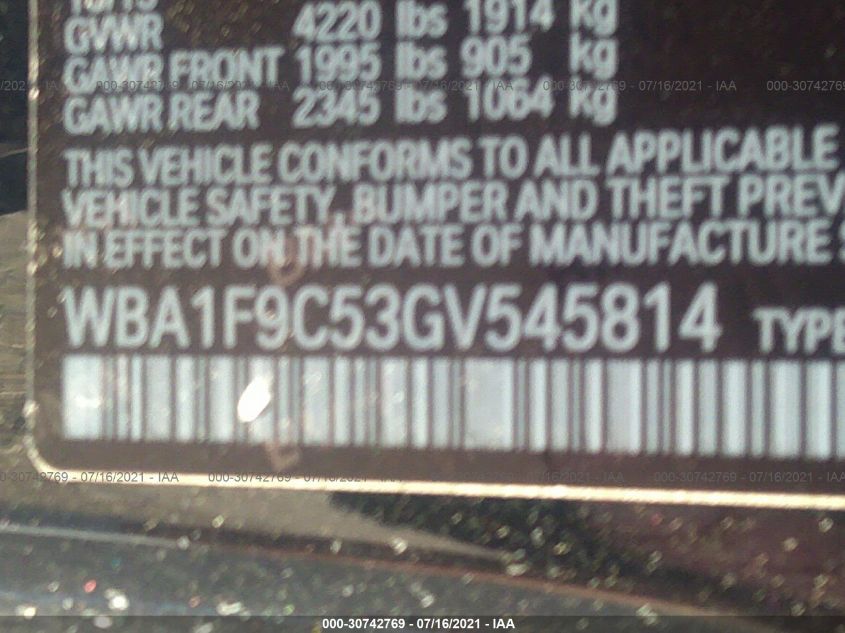 10/15
GVWR 4220 lbs 1914 kg
GAWR FRONT 1995 lbs 905 kg
GAWR REAR 2345 lbs 1064 kg
THIS VEHICLE CONFORMS TO ALL APPLICABLE
VEHICLE SAFETY, BUMPER AND THEFT PREV
IN EFFECT ON THE DATE OF MANUFACTURE S
WBA1F9C53GV545814 TYPE
000-30742769 - 07/16/2021 - IAA